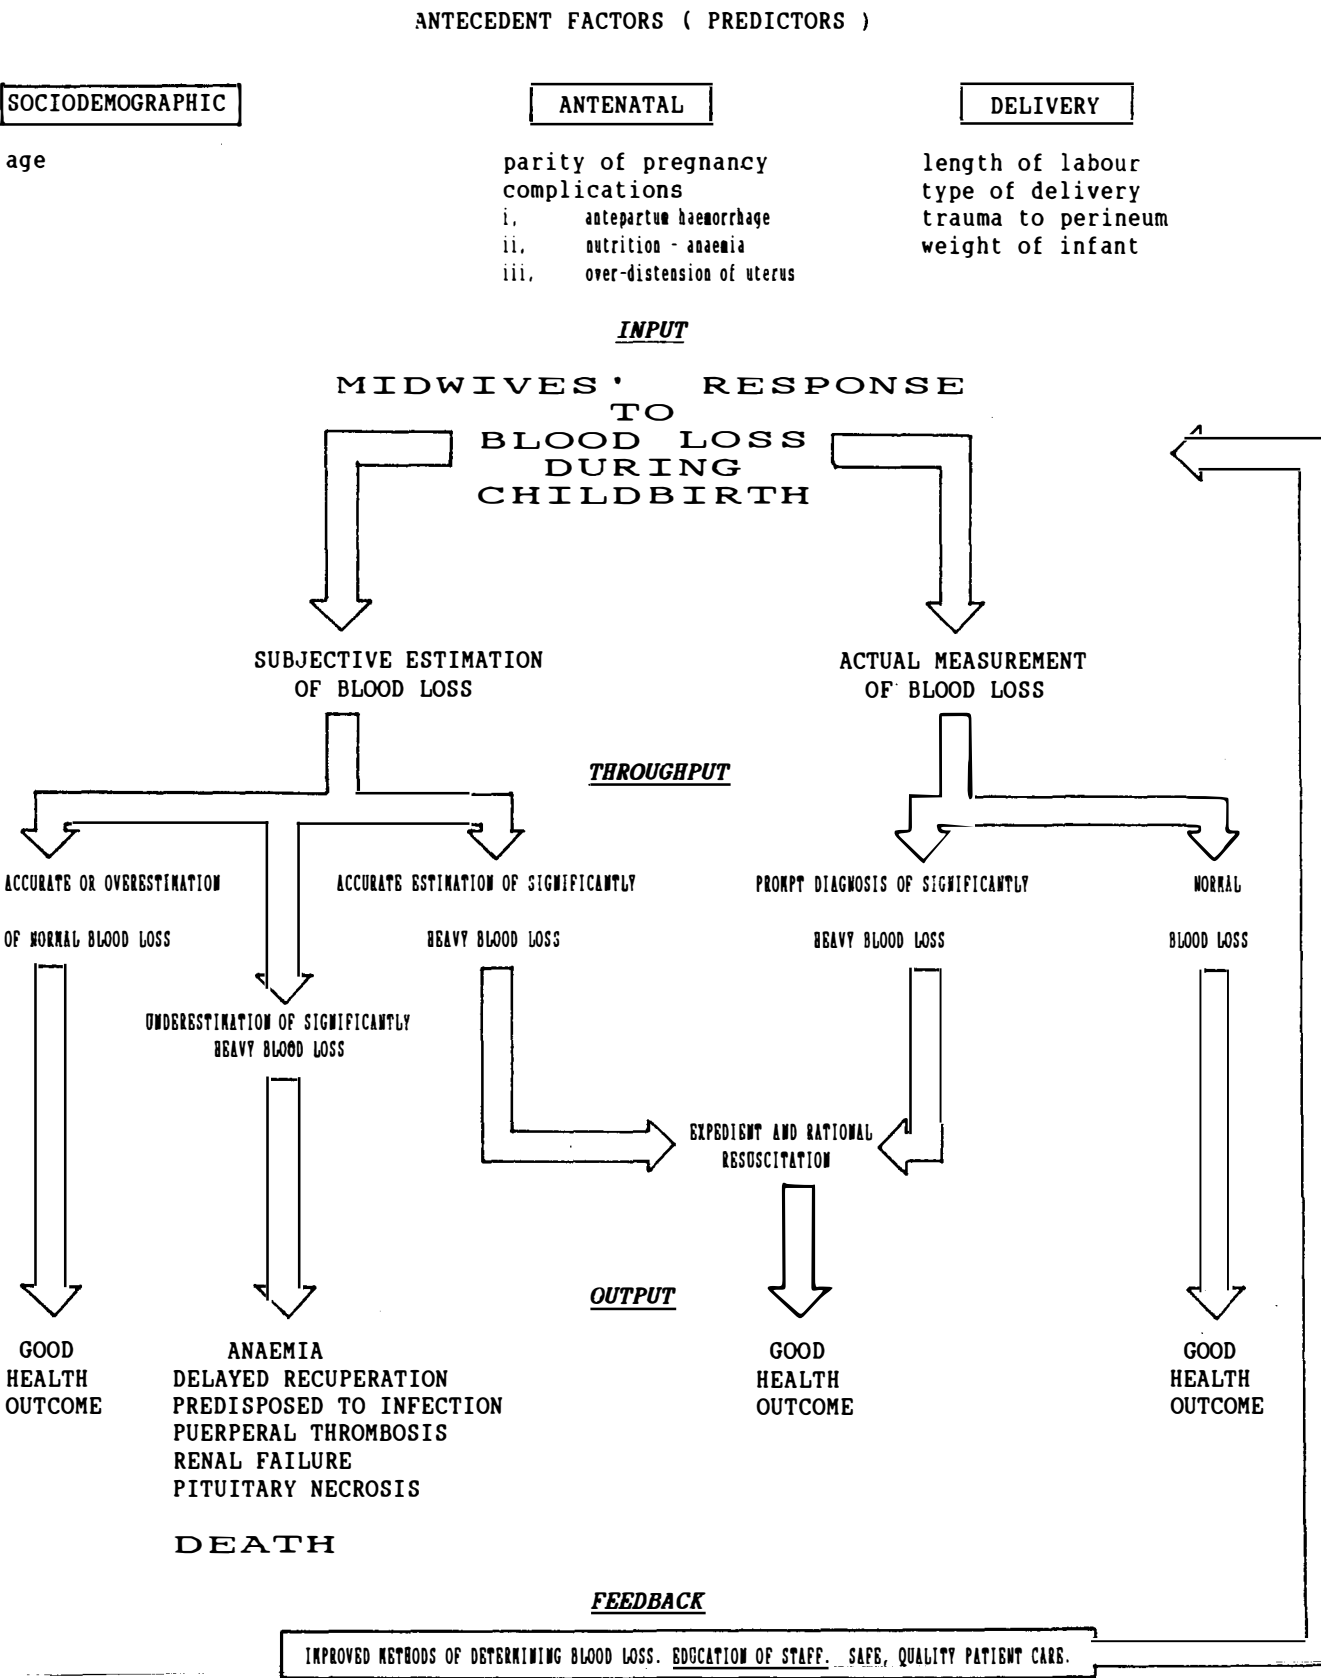 ANTECEDENT FACTORS ( PREDICTORS )
SOCIODEMOGRAPHIC
ANTENATAL
DELIVERY
age
parity of pregnancy
complications
i, antepartum haemorrhage
ii, nutrition - anaemia
iii, over-distension of uterus
length of labour
type of delivery
trauma to perineum
weight of infant
INPUT
MIDWIVES' RESPONSE
TO
BLOOD LOSS
DURING
CHILDBIRTH
SUBJECTIVE ESTIMATION
OF BLOOD LOSS
ACTUAL MEASUREMENT
OF BLOOD LOSS
THROUGHPUT
ACCURATE OR OVERESTIMATION
OF NORMAL BLOOD LOSS
ACCURATE ESTIMATION OF SIGNIFICANTLY
HEAVY BLOOD LOSS
PROMPT DIAGNOSIS OF SIGNIFICANTLY
HEAVY BLOOD LOSS
NORMAL
BLOOD LOSS
UNDERESTIMATION OF SIGNIFICANTLY
HEAVY BLOOD LOSS
EXPEDIENT AND RATIONAL
RESUSCITATION
OUTPUT
GOOD
HEALTH
OUTCOME
ANAEMIA
DELAYED RECUPERATION
PREDISPOSED TO INFECTION
PUERPERAL THROMBOSIS
RENAL FAILURE
PITUITARY NECROSIS
DEATH
GOOD
HEALTH
OUTCOME
GOOD
HEALTH
OUTCOME
FEEDBACK
IMPROVED METHODS OF DETERMINING BLOOD LOSS. EDUCATION OF STAFF. SAFE, QUALITY PATIENT CARE.